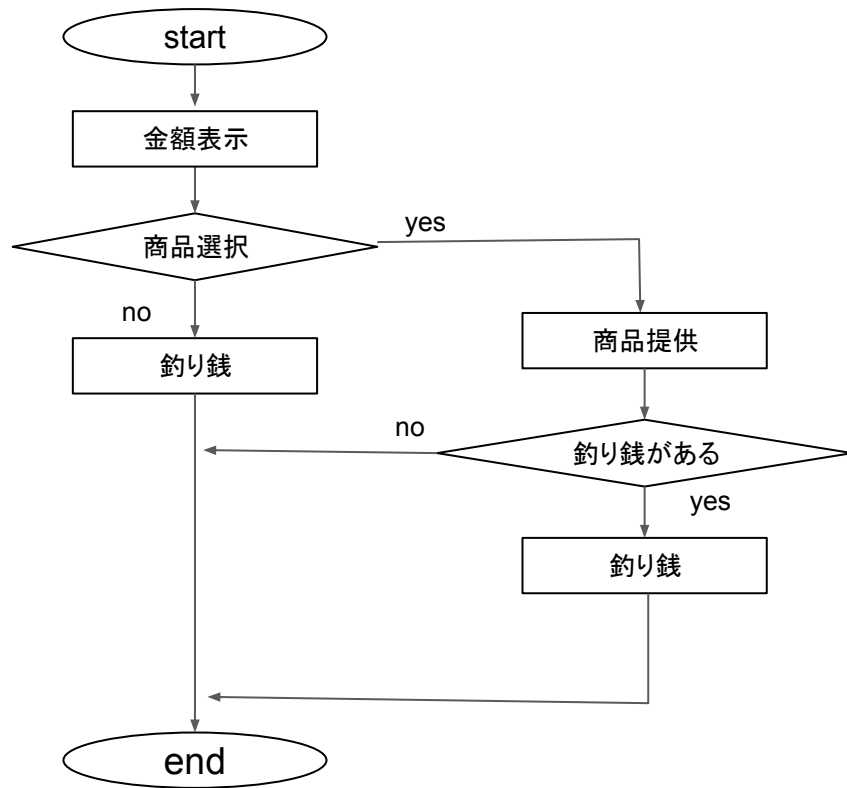 start
金額表示
商品選択
yes
no
釣り銭
商品提供
no
釣り銭がある
yes
釣り銭
end